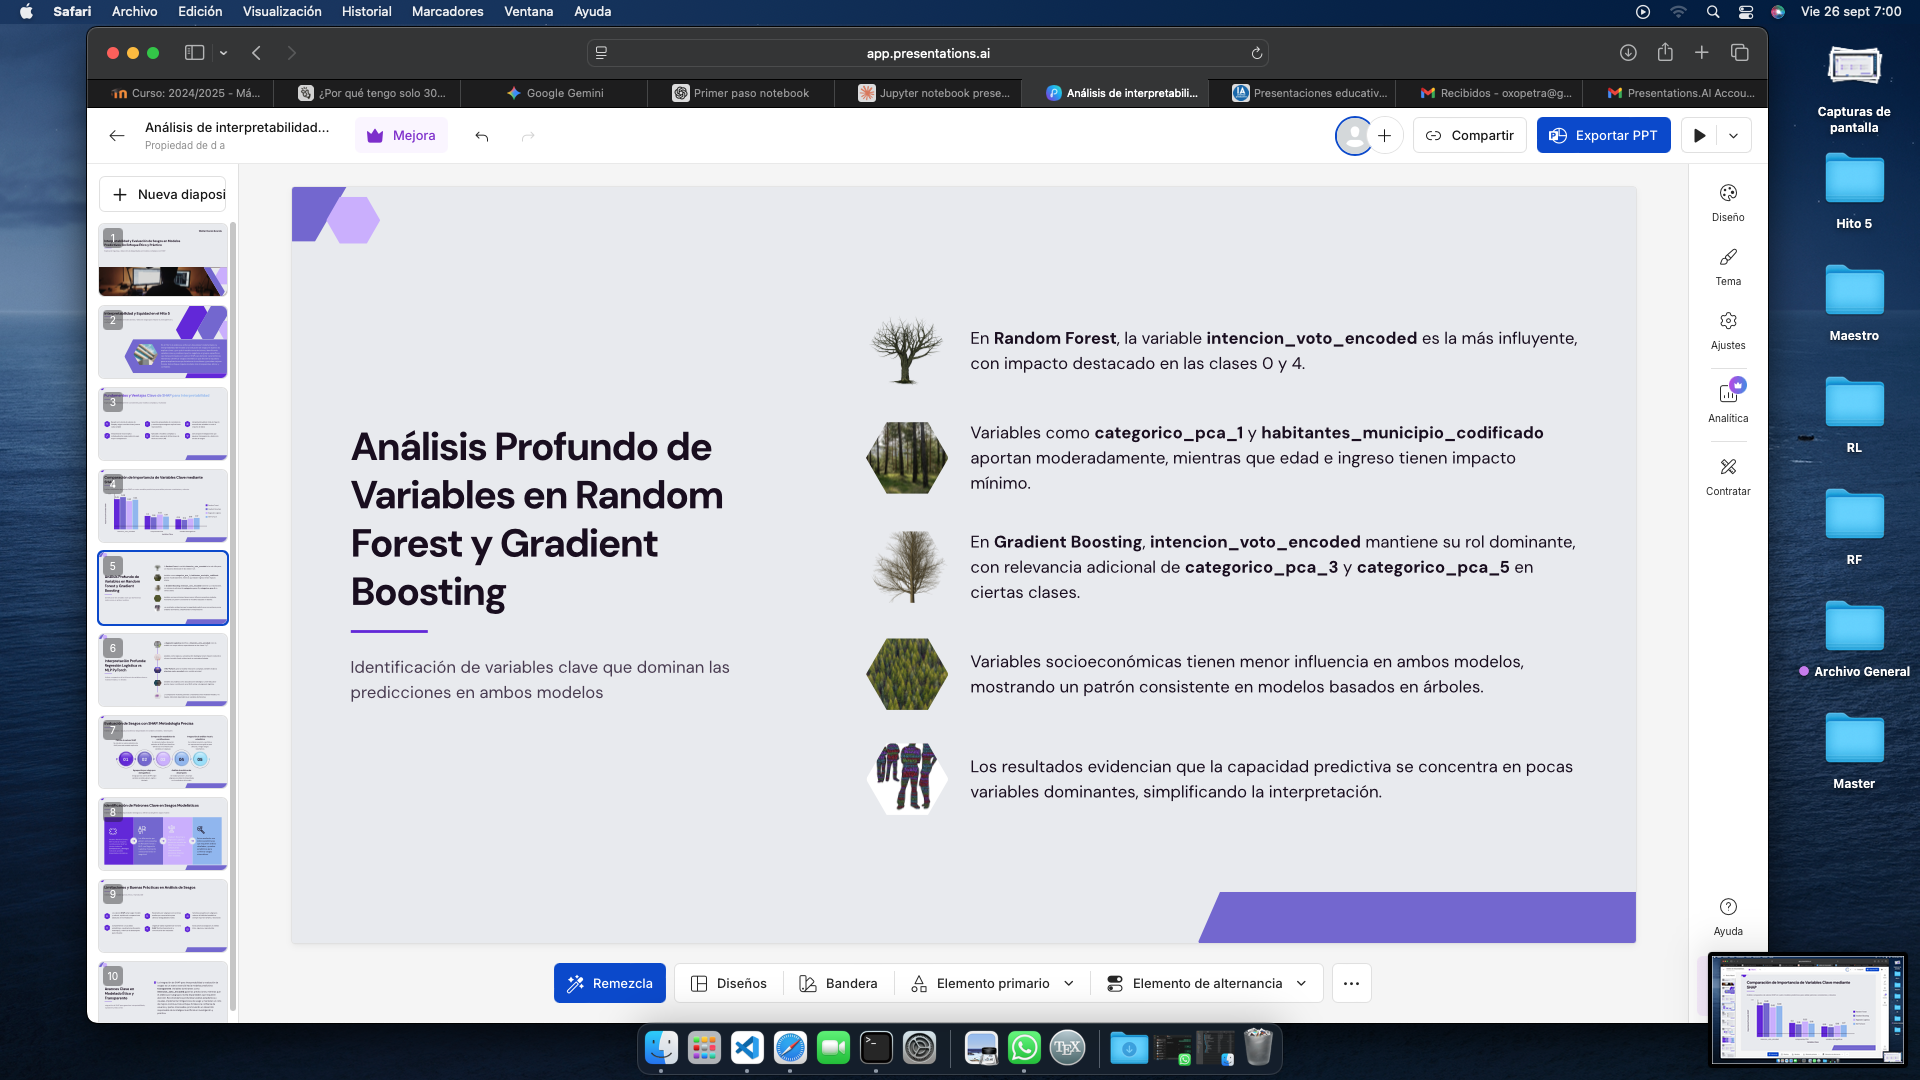 Safari Archivo Edición Visualización Historial Marcadores Ventana Ayuda
Vie 26 sept 7:00
app.presentations.ai
Curso: 2024/2025 - Má...
¿Por qué tengo solo 30...
Google Gemini
Primer paso notebook
Jupyter notebook prese...
Análisis de interpretabili...
Presentaciones educativ...
Recibidos - oxopetra@g...
Presentations.AI Accou...
Análisis de interpretabilidad...
Propiedad de d a
Mejora
Compartir
Exportar PPT
Nueva diaposi
1
2
3
4
5
6
7
8
9
10
Análisis Profundo de
Variables en Random
Forest y Gradient
Boosting
Identificación de variables clave que dominan las
predicciones en ambos modelos
En Random Forest, la variable intencion_voto_encoded es la más influyente,
con impacto destacado en las clases 0 y 4.
Variables como categorico_pca_1 y habitantes_municipio_codificado
aportan moderadamente, mientras que edad e ingreso tienen impacto
mínimo.
En Gradient Boosting, intencion_voto_encoded mantiene su rol dominante,
con relevancia adicional de categorico_pca_3 y categorico_pca_5 en
ciertas clases.
Variables socioeconómicas tienen menor influencia en ambos modelos,
mostrando un patrón consistente en modelos basados en árboles.
Los resultados evidencian que la capacidad predictiva se concentra en pocas
variables dominantes, simplificando la interpretación.
Diseño
Tema
Ajustes
Analítica
Contratar
Ayuda
Remezcla
Diseños
Bandera
Elemento primario
Elemento de alternancia
Capturas de
pantalla
Hito 5
Maestro
RL
RF
Archivo General
Master
Comparación de Importancia de Variables Clave mediante
SHAP
TEX